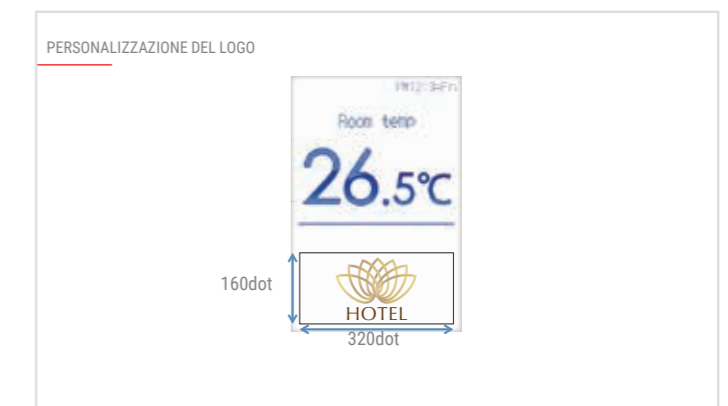 PERSONALIZZAZIONE DEL LOGO
Room temp
26.5°C
160dot
HOTEL
320dot